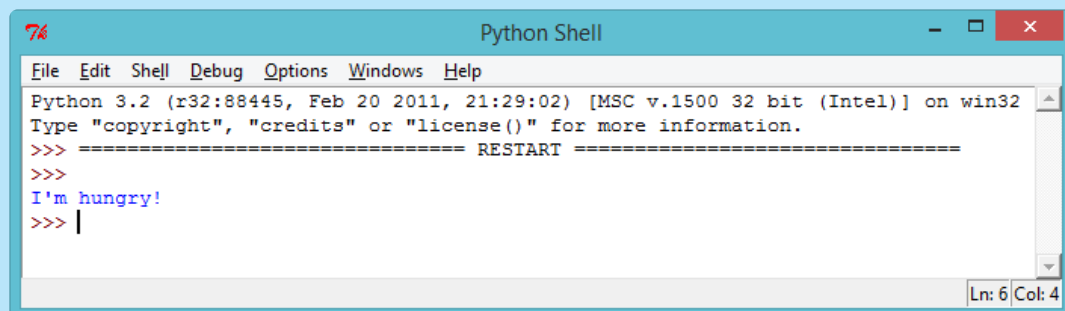 Python Shell
File Edit Shell Debug Options Windows Help
Python 3.2 (r32:88445, Feb 20 2011, 21:29:02) [MSC v.1500 32 bit (Intel)] on win32
Type "copyright", "credits" or "license()" for more information.
>>> ================================ RESTART ================================
>>>
I'm hungry!
>>>
Ln: 6 Col: 4